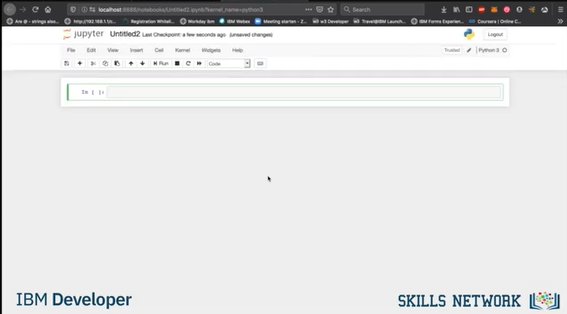 localhost:8888/notebooks/Untitled2.ipynb?kernel_name=python3
Search
Are @ - strings also...
http://192.168.1.1/c...
Registration Whitelist...
Workday ibm
IBM Webex
Meeting starten - Z...
w3 Developer
Travel@IBM
IBM Forms Experien...
Coursera | Online C...
jupyter Untitled2 Last Checkpoint: a few seconds ago (unsaved changes)
Logout
File Edit View Insert Cell Kernel Widgets Help
Trusted
Python 3
Run
Code
In [ ]:
IBM Developer
SKILLS NETWORK